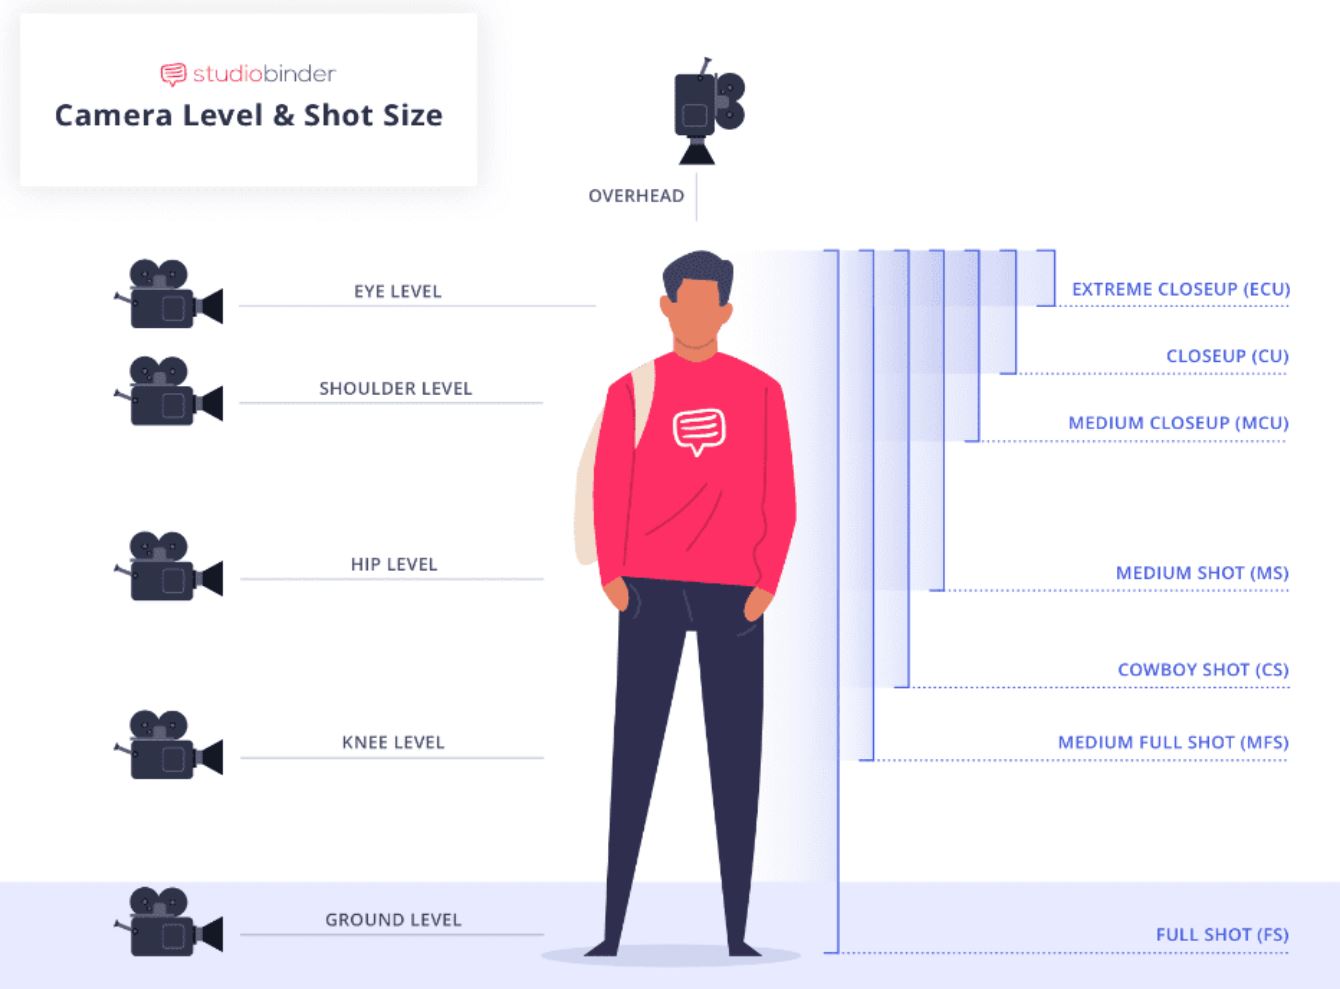 studiobinder
Camera Level & Shot Size
OVERHEAD
EYE LEVEL
SHOULDER LEVEL
HIP LEVEL
KNEE LEVEL
GROUND LEVEL
EXTREME CLOSEUP (ECU)
CLOSEUP (CU)
MEDIUM CLOSEUP (MCU)
MEDIUM SHOT (MS)
COWBOY SHOT (CS)
MEDIUM FULL SHOT (MFS)
FULL SHOT (FS)